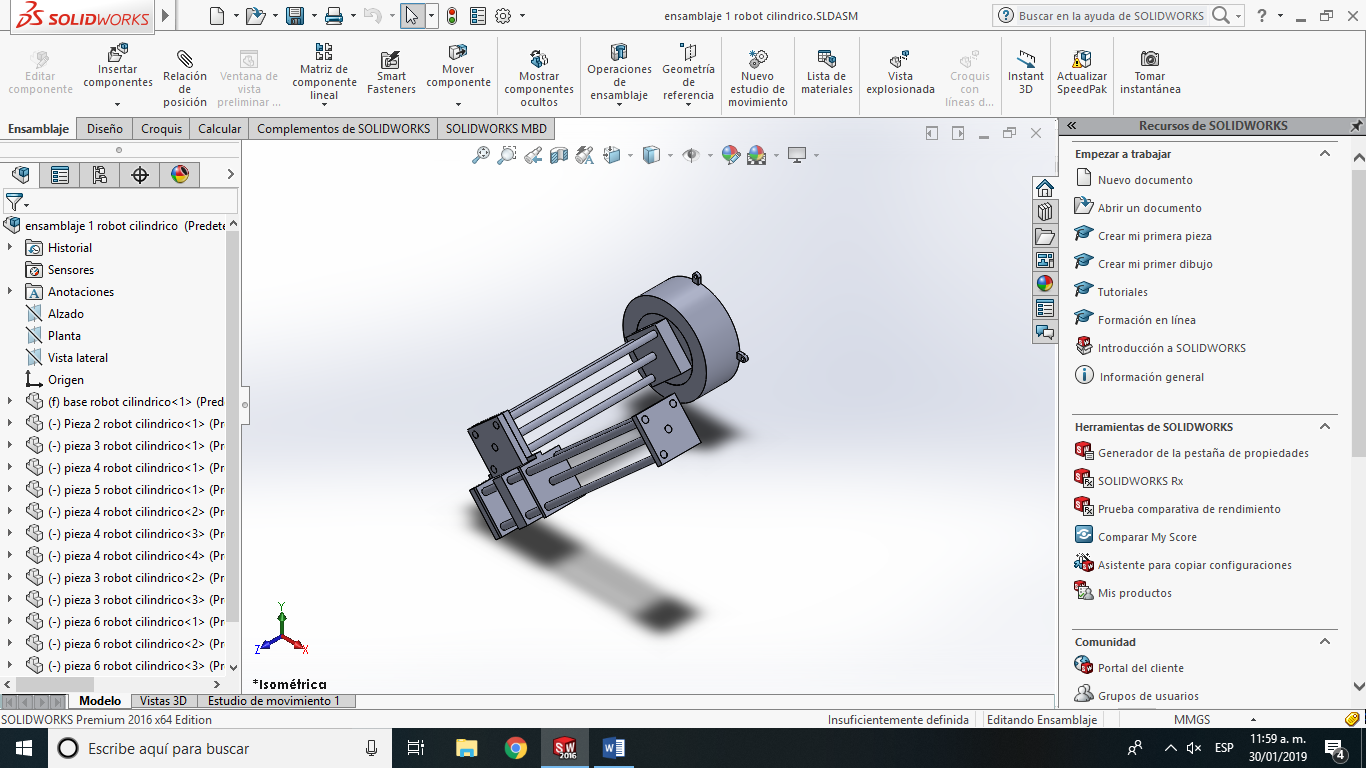 SOLIDWORKS
ensamblaje 1 robot cilindrico.SLDASM
Buscar en la ayuda de SOLIDWORKS
?
Editar componente
Insertar componentes
Relación de posición
Ventana de vista preliminar ...
Matriz de componente lineal
Smart Fasteners
Mover componente
Mostrar componentes ocultos
Operaciones de ensamblaje
Geometría de referencia
Nuevo estudio de movimiento
Lista de materiales
Vista explosionada
Croquis con líneas d...
Instant 3D
Actualizar SpeedPak
Tomar instantánea
Ensamblaje
Diseño
Croquis
Calcular
Complementos de SOLIDWORKS
SOLIDWORKS MBD
ensamblaje 1 robot cilindrico (Predete
Historial
Sensores
Anotaciones
Alzado
Planta
Vista lateral
Origen
(f) base robot cilindrico<1> (Pred
(-) Pieza 2 robot cilindrico<1> (Pr
(-) pieza 3 robot cilindrico<1> (Pr
(-) pieza 4 robot cilindrico<1> (Pr
(-) pieza 5 robot cilindrico<1> (Pr
(-) pieza 4 robot cilindrico<2> (Pr
(-) pieza 4 robot cilindrico<3> (Pr
(-) pieza 4 robot cilindrico<4> (Pr
(-) pieza 3 robot cilindrico<2> (Pr
(-) pieza 3 robot cilindrico<3> (Pr
(-) pieza 6 robot cilindrico<1> (Pr
(-) pieza 6 robot cilindrico<2> (Pr
(-) pieza 6 robot cilindrico<3> (Pr
Y
Z
X
*Isométrica
Modelo
Vistas 3D
Estudio de movimiento 1
Recursos de SOLIDWORKS
Empezar a trabajar
Nuevo documento
Abrir un documento
Crear mi primera pieza
Crear mi primer dibujo
Tutoriales
Formación en línea
Introducción a SOLIDWORKS
Información general
Herramientas de SOLIDWORKS
Generador de la pestaña de propiedades
SOLIDWORKS Rx
Prueba comparativa de rendimiento
Comparar My Score
Asistente para copiar configuraciones
Mis productos
Comunidad
Portal del cliente
Grupos de usuarios
SOLIDWORKS Premium 2016 x64 Edition
Insuficientemente definida
Editando Ensamblaje
MMGS
Escribe aquí para buscar
SW 2016
ESP
11:59 a. m.
30/01/2019
4